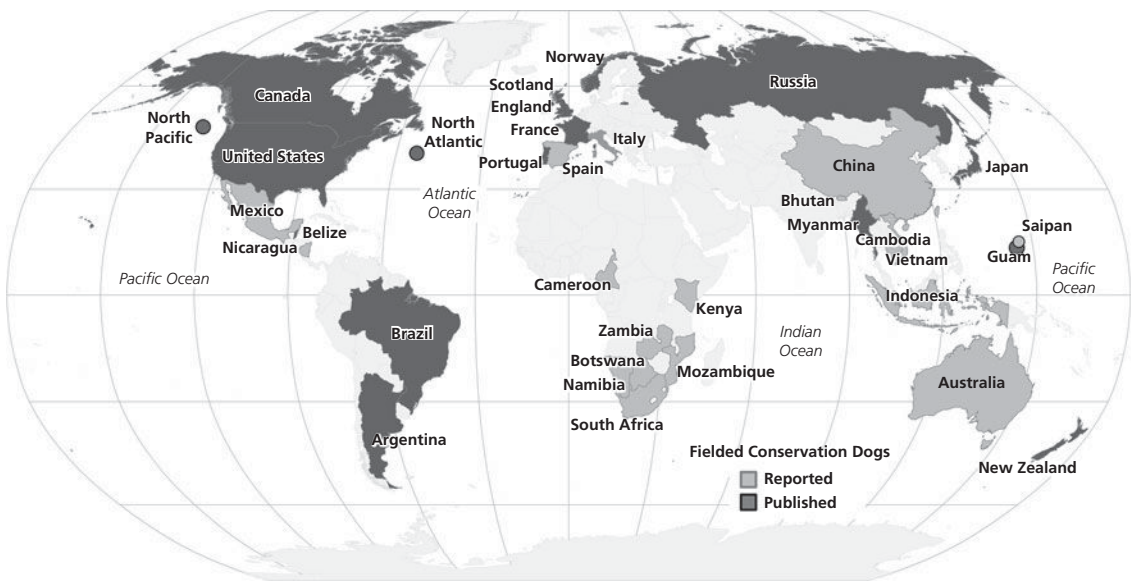 Norway
Russia
Scotland
England
Canada
North
Pacific
North
Atlantic
France
Italy
United States
Portugal
Spain
China
Japan
Atlantic
Ocean
Bhutan
Myanmar
Mexico
Belize
Nicaragua
Cambodia
Vietnam
Saipan
Guam
Pacific Ocean
Pacific
Ocean
Cameroon
Indonesia
Kenya
Brazil
Zambia
Indian
Ocean
Botswana
Mozambique
Namibia
Australia
South Africa
Argentina
New Zealand
Fielded Conservation Dogs
Reported
Published